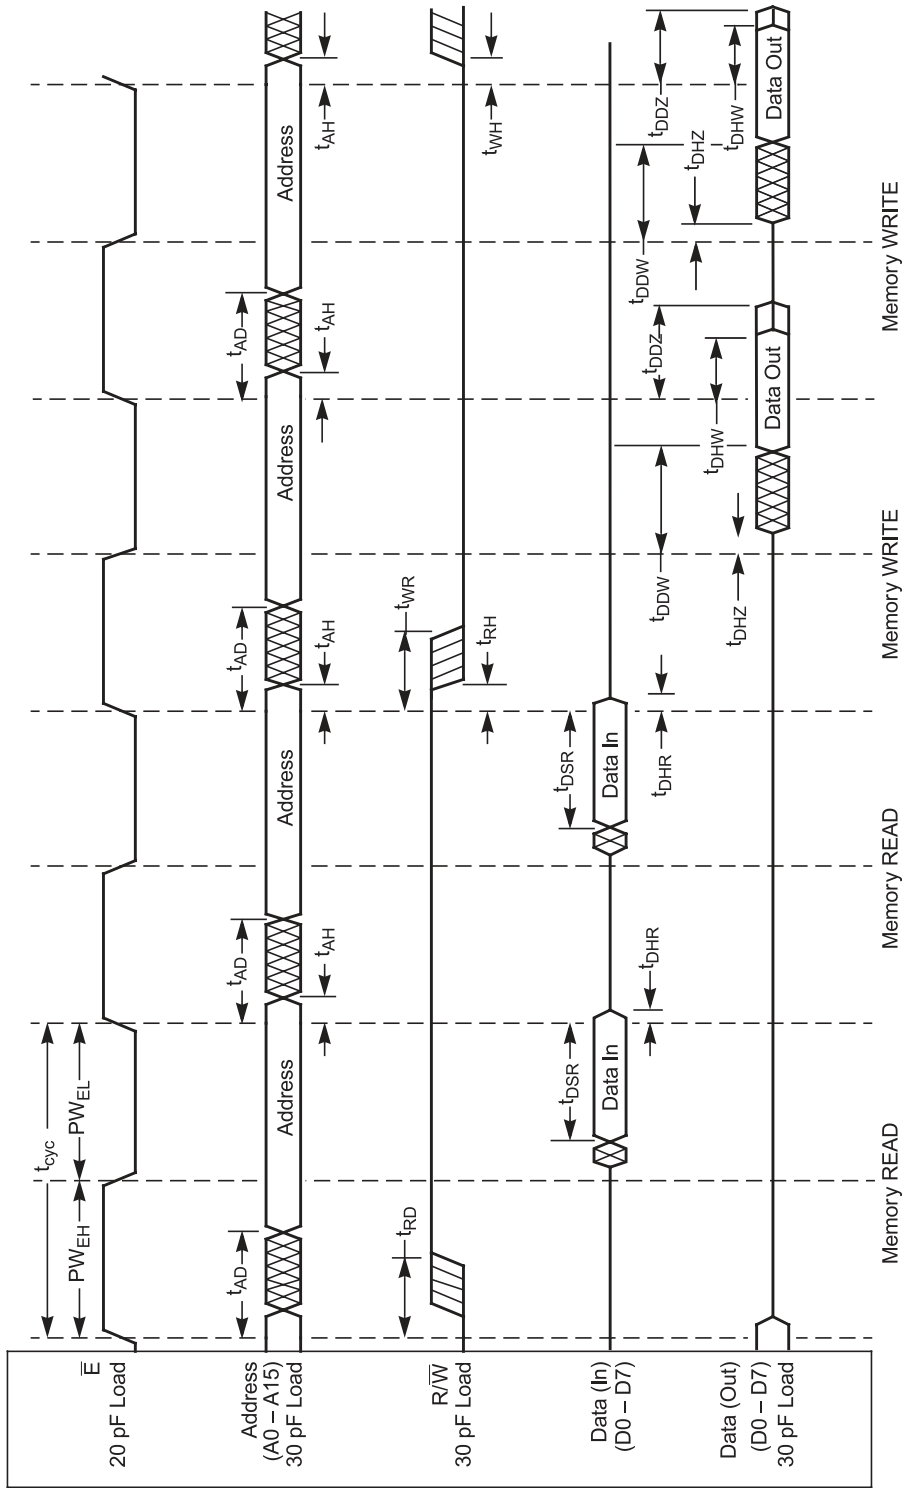 E̅
20 pF Load
Address
(A0 – A15)
30 pF Load
R/W̅
30 pF Load
Data (In)
(D0 – D7)
Data (Out)
(D0 – D7)
30 pF Load
tcyc
PWEH
PWEL
tAD
tAD
tAD
tAD
Address
Address
Address
Address
tAH
tAH
tAH
tAH
tRD
tWR
tRH
tWH
tDSR
tDSR
Data In
Data In
tDHR
tDHR
tDDW
tDDZ
tDDW
tDDZ
tDHZ
tDHW
tDHZ
tDHW
Data Out
Data Out
Memory READ
Memory READ
Memory WRITE
Memory WRITE